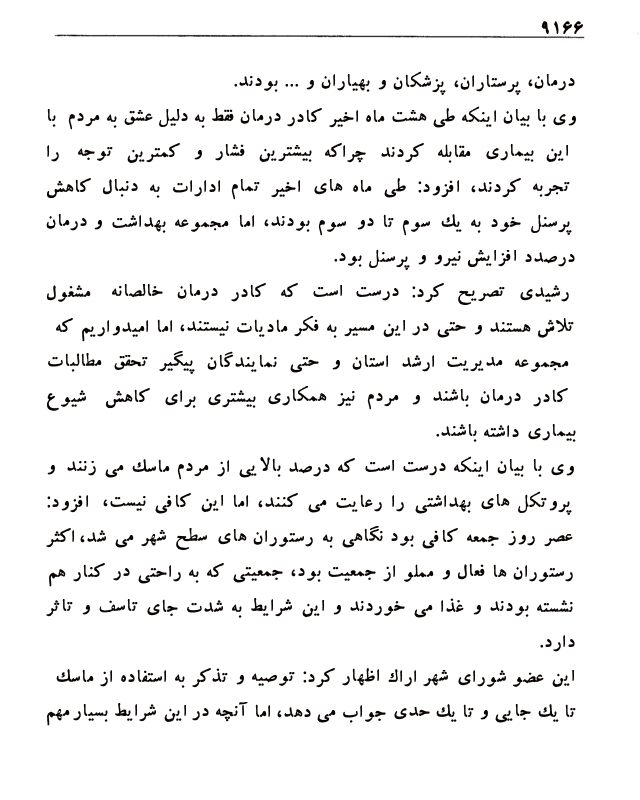 ۹۱۶۶
درمان، پرستاران، پزشکان و بهیاران و ... بودند.
وی با بیان اینکه طی هشت ماه اخیر کادر درمان فقط به دلیل عشق به مردم با
این بیماری مقابله کردند چراکه بیشترین فشار و کمترین توجه را
تجربه کردند، افزود: طی ماه های اخیر تمام ادارات به دنبال کاهش
پرسنل خود به یك سوم تا دو سوم بودند، اما مجموعه بهداشت و درمان
درصدد افزایش نیرو و پرسنل بود.
رشیدی تصریح کرد: درست است که کادر درمان خالصانه مشغول
تلاش هستند و حتی در این مسیر به فکر مادیات نیستند، اما امیدواریم که
مجموعه مدیریت ارشد استان و حتی نمایندگان پیگیر تحقق مطالبات
کادر درمان باشند و مردم نیز همکاری بیشتری برای کاهش شیوع
بیماری داشته باشند.
وی با بیان اینکه درست است که درصد بالایی از مردم ماسك می زنند و
پروتکل های بهداشتی را رعایت می کنند، اما این کافی نیست، افزود:
عصر روز جمعه کافی بود نگاهی به رستوران های سطح شهر می شد، اکثر
رستوران ها فعال و مملو از جمعیت بود، جمعیتی که به راحتی در کنار هم
نشسته بودند و غذا می خوردند و این شرایط به شدت جای تاسف و تاثر
دارد.
این عضو شورای شهر اراك اظهار کرد: توصیه و تذکر به استفاده از ماسك
تا یك جایی و تا یك حدی جواب می دهد، اما آنچه در این شرایط بسیار مهم